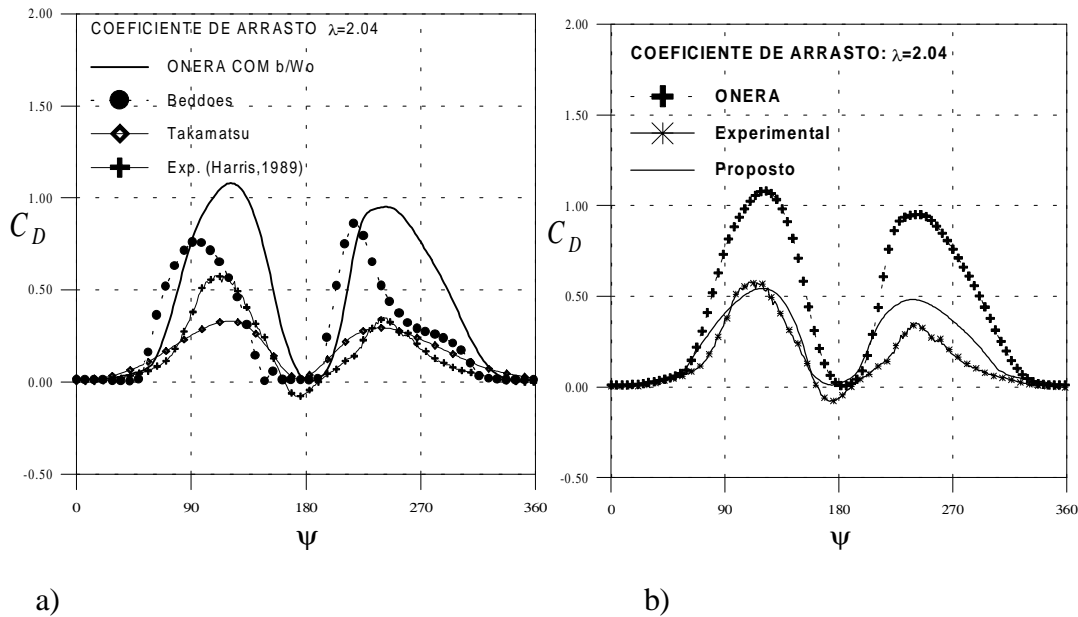 2.00
1.50
1.00
0.50
0.00
-0.50
COEFICIENTE DE ARRASTO λ=2.04
ONERA COM b/Wo
Beddoes
Takamatsu
Exp. (Harris,1989)
C_D
0
90
180
270
360
ψ
a)
2.00
1.50
1.00
0.50
0.00
-0.50
COEFICIENTE DE ARRASTO: λ=2.04
ONERA
Experimental
Proposto
C_D
0
90
180
270
360
ψ
b)